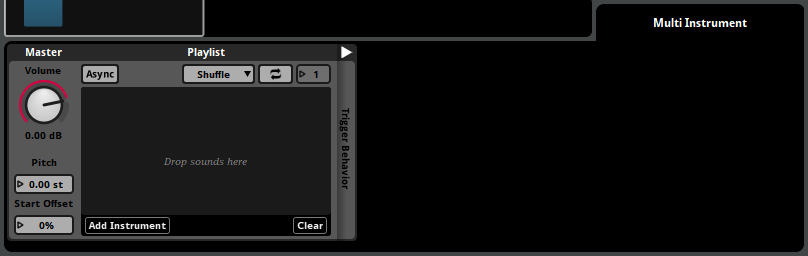 Multi Instrument
Master
Playlist
Volume
Async
Shuffle
1
0.00 dB
Drop sounds here
Trigger Behavior
Pitch
0.00 st
Start Offset
0%
Add Instrument
Clear